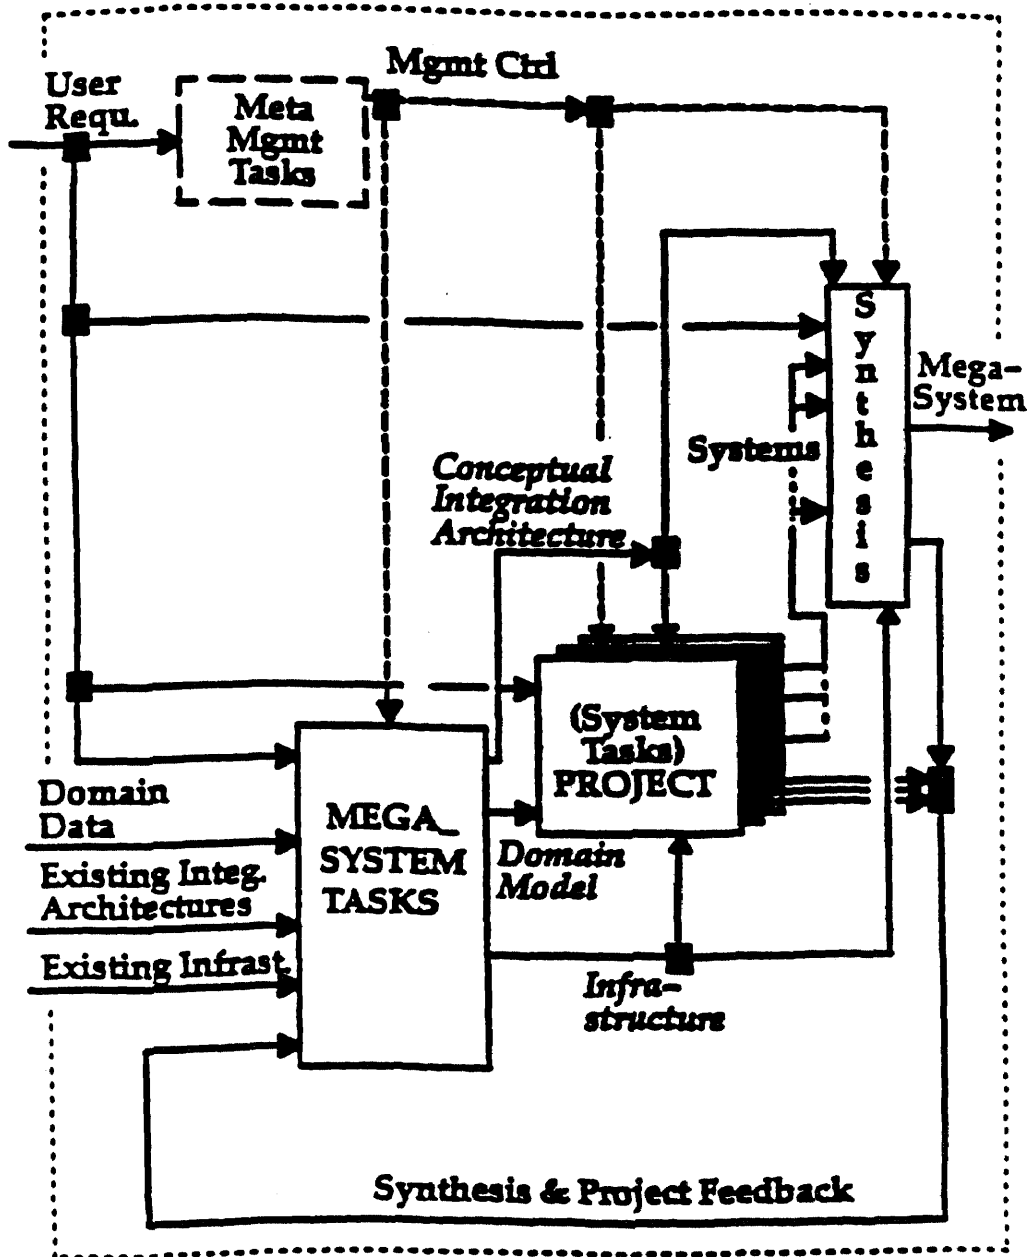 Mgmt Ctrl
User
Requ.
Meta
Mgmt
Tasks
Synthesis
Mega-
System
Systems
Conceptual
Integration
Architecture
(System
Tasks)
PROJECT
Domain
Data
MEGA_
SYSTEM
TASKS
Domain
Model
Existing Integ.
Architectures
Existing Infrast.
Infra-
structure
Synthesis & Project Feedback